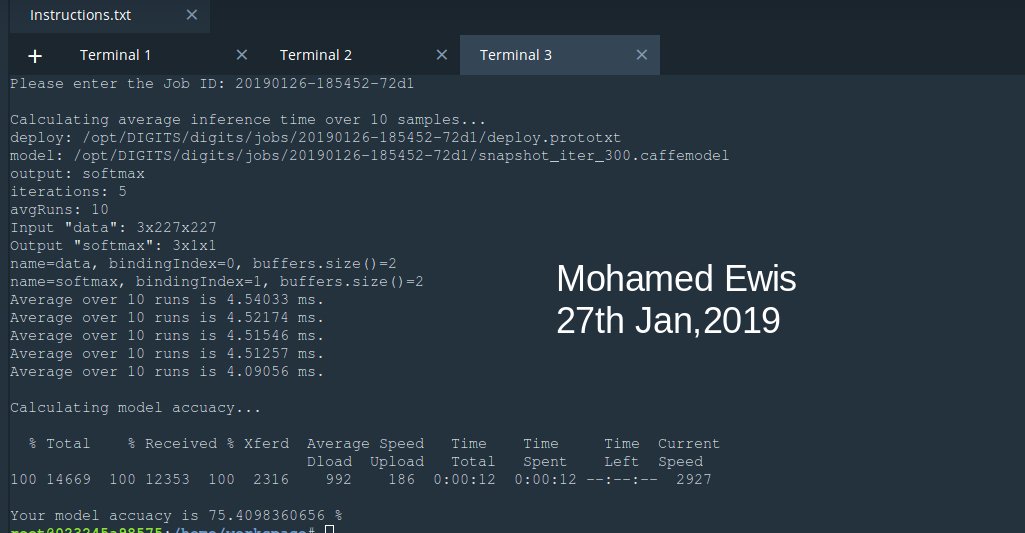 Instructions.txt ×
+ Terminal 1 × Terminal 2 × Terminal 3 ×
Please enter the Job ID: 20190126-185452-72d1
Calculating average inference time over 10 samples...
deploy: /opt/DIGITS/digits/jobs/20190126-185452-72d1/deploy.prototxt
model: /opt/DIGITS/digits/jobs/20190126-185452-72d1/snapshot_iter_300.caffemodel
output: softmax
iterations: 5
avgRuns: 10
Input "data": 3x227x227
Output "softmax": 3x1x1
name=data, bindingIndex=0, buffers.size()=2
name=softmax, bindingIndex=1, buffers.size()=2
Average over 10 runs is 4.54033 ms.
Average over 10 runs is 4.52174 ms.
Average over 10 runs is 4.51546 ms.
Average over 10 runs is 4.51257 ms.
Average over 10 runs is 4.09056 ms.
Mohamed Ewis
27th Jan,2019
Calculating model accuacy...
% Total % Received % Xferd Average Speed Time Time Time Current
Dload Upload Total Spent Left Speed
100 14669 100 12353 100 2316 992 186 0:00:12 0:00:12 --:--:-- 2927
Your model accuacy is 75.4098360656 %
root@0023245a98575:/home/workspace#